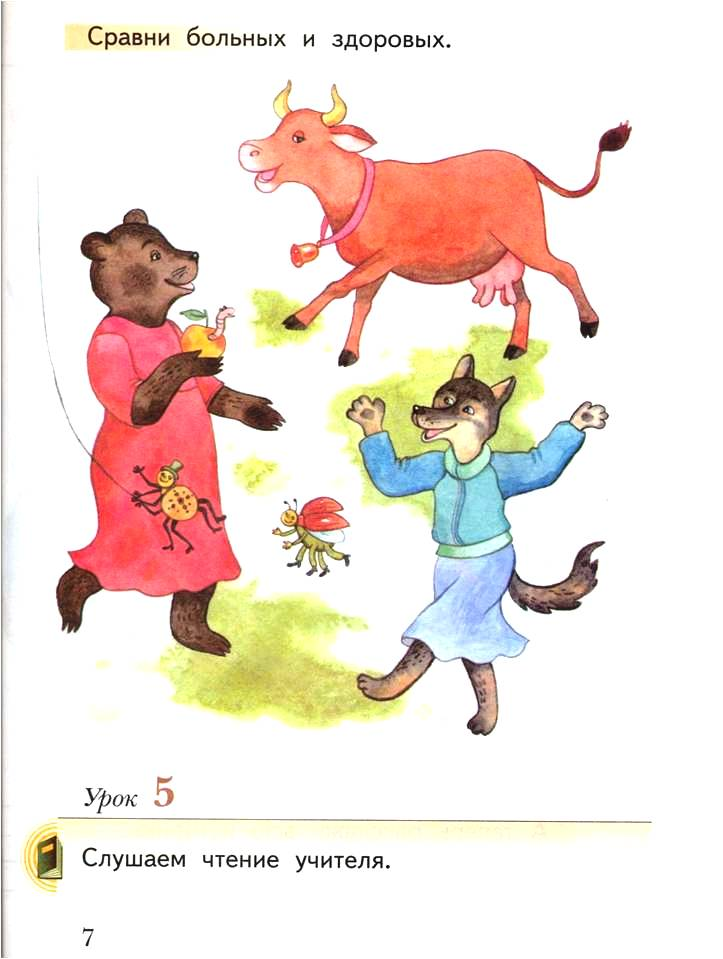 Сравни больных и здоровых.
Урок 5
Слушаем чтение учителя.
7